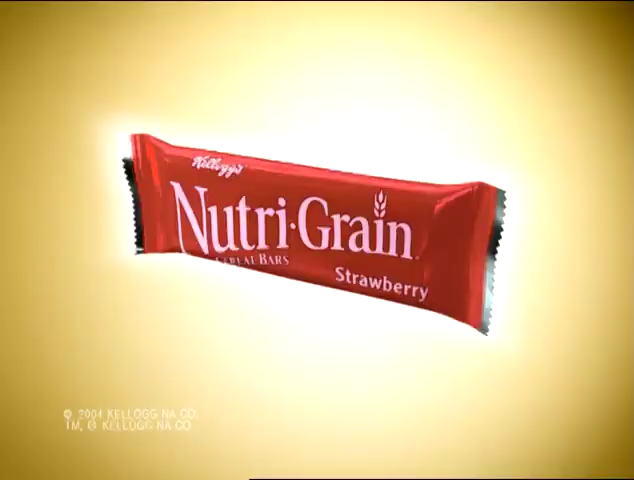 Kellogg's
Nutri·Grain
CEREAL BARS
Strawberry
© 2004 KELLOGG NA CO.
TM, ® KELLOGG NA CO.